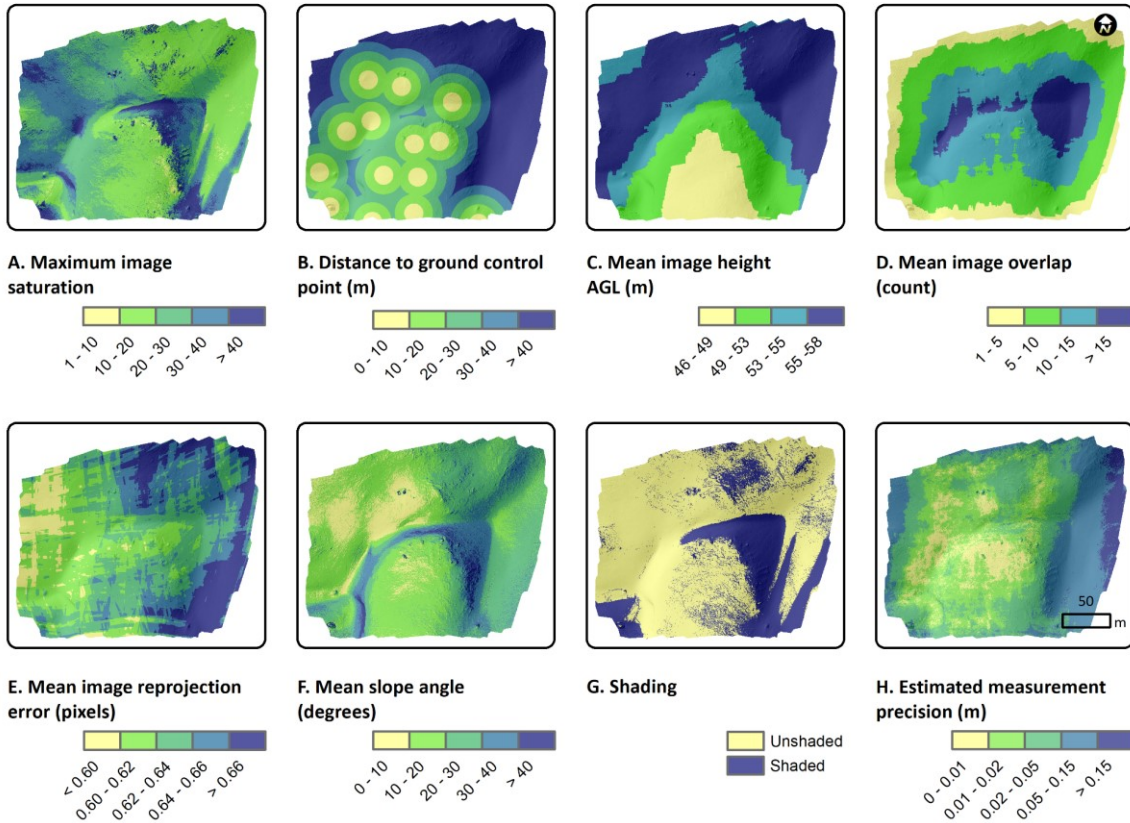 N
A. Maximum image
saturation
1 - 10
10 - 20
20 - 30
30 - 40
> 40
B. Distance to ground control
point (m)
0 - 10
10 - 20
20 - 30
30 - 40
> 40
C. Mean image height
AGL (m)
46 - 49
49 - 53
53 - 55
55 -58
D. Mean image overlap
(count)
1 - 5
5 - 10
10 - 15
> 15
50
m
E. Mean image reprojection
error (pixels)
< 0.60
0.60 - 0.62
0.62 - 0.64
0.64 - 0.66
> 0.66
F. Mean slope angle
(degrees)
0 - 10
10 - 20
20 - 30
30 - 40
> 40
G. Shading
Unshaded
Shaded
H. Estimated measurement
precision (m)
0 - 0.01
0.01 - 0.02
0.02 - 0.05
0.05 - 0.15
> 0.15